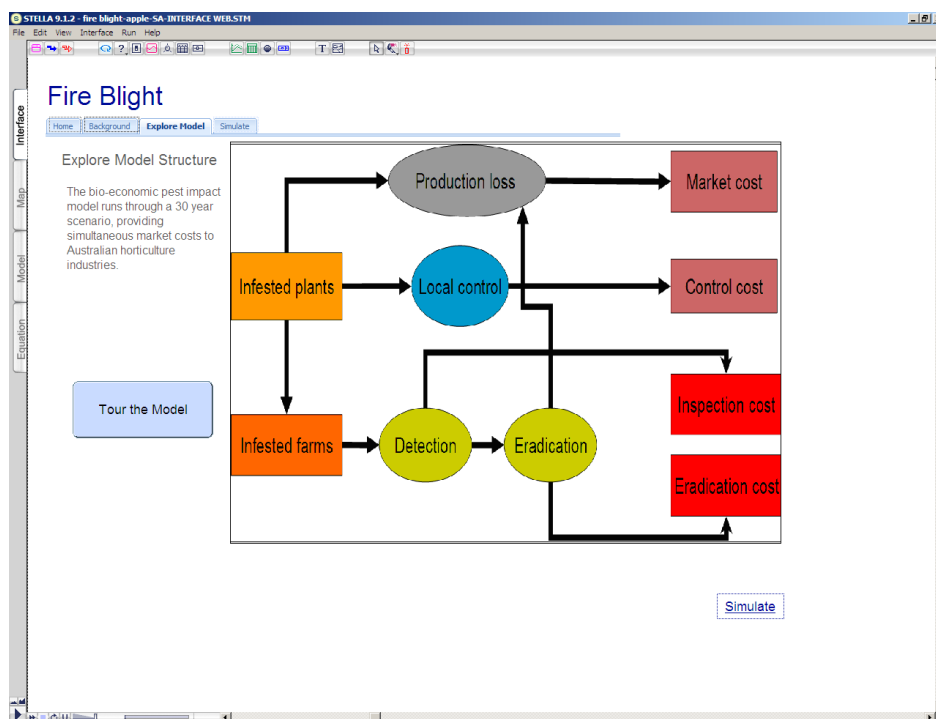 STELLA 9.1.2 - fire blight-apple-SA-INTERFACE WEB.STM
File Edit View Interface Run Help
Fire Blight
Home Background Explore Model Simulate
Interface
Map
Model
Equation
Explore Model Structure
The bio-economic pest impact
model runs through a 30 year
scenario, providing
simultaneous market costs to
Australian horticulture
industries.
Tour the Model
Production loss
Market cost
Infested plants
Local control
Control cost
Inspection cost
Infested farms
Detection
Eradication
Eradication cost
Simulate